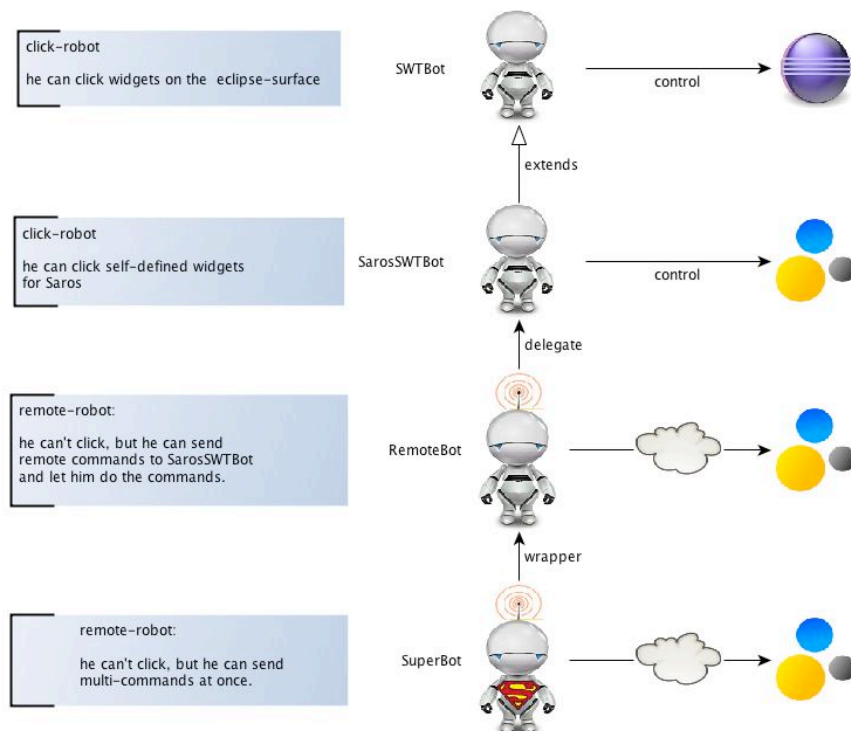 click-robot
he can click widgets on the eclipse-surface
SWTBot
control
extends
click-robot
he can click self-defined widgets
for Saros
SarosSWTBot
control
delegate
remote-robot:
he can't click, but he can send
remote commands to SarosSWTBot
and let him do the commands.
RemoteBot
wrapper
remote-robot:
he can't click, but he can send
multi-commands at once.
SuperBot